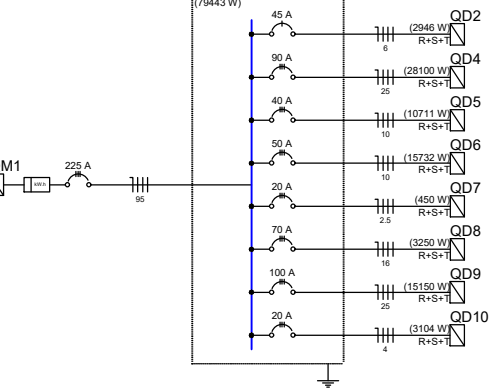 (79443 W)
45 A
QD2
(2946 W)
R+S+T
6
90 A
QD4
(28100 W)
R+S+T
25
40 A
QD5
(10711 W)
R+S+T
10
M1
kW.h
225 A
95
50 A
QD6
(15732 W)
R+S+T
10
20 A
QD7
(450 W)
R+S+T
2.5
70 A
QD8
(3250 W)
R+S+T
16
100 A
QD9
(15150 W)
R+S+T
25
20 A
QD10
(3104 W)
R+S+T
4